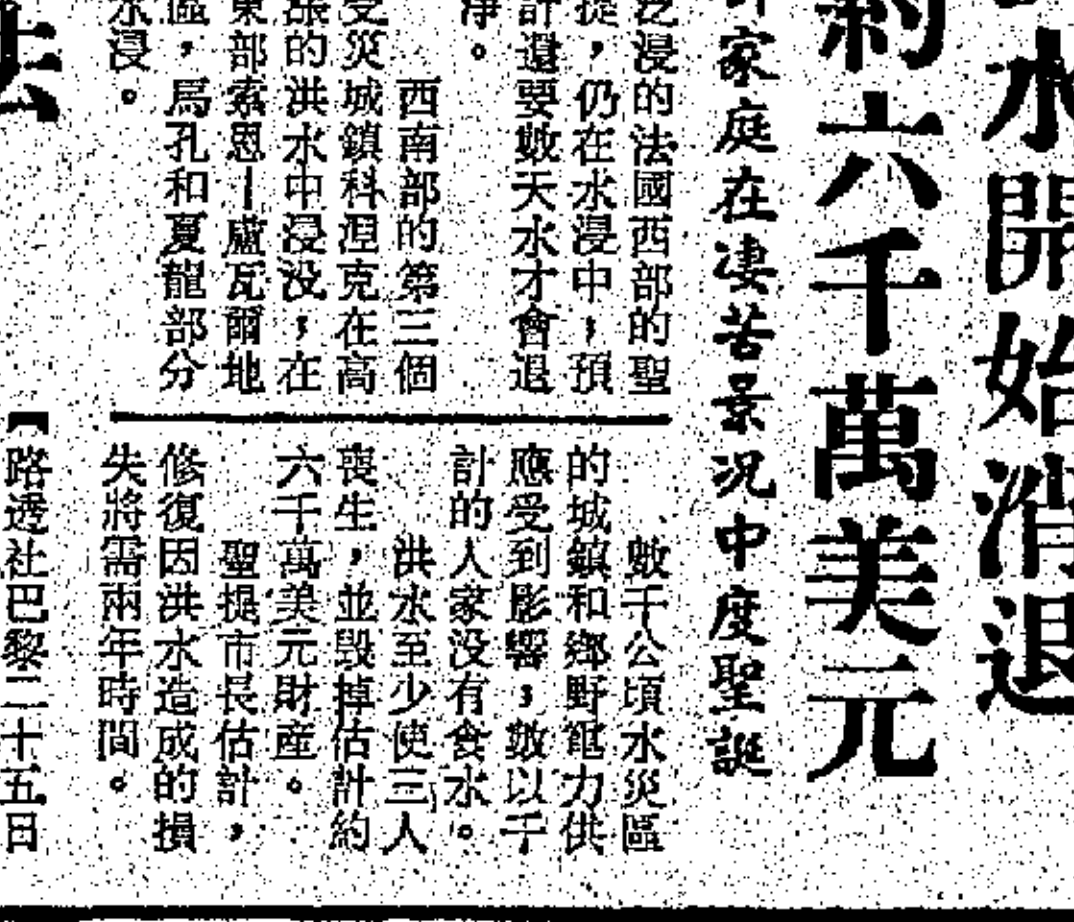 水開始消退
約六千萬美元
家庭在凄苦景況中度聖誕
泛浸的法國西部的聖
提，仍在水浸中，預
計還要數天水才會退
淨。
西南部的第三個
受災城鎮科涅克在高
漲的洪水中浸没，在
東部索恩－盧瓦爾地
區，馬孔和夏龍部分
水浸。
數千公頃水災區
的城鎮和鄉野電力供
應受到影響，數以千
計的人家没有食水。
洪水至少使三人
喪生，並毀掉估計約
六千萬美元財産。
聖提市長估計，
修復因洪水造成的損
失將需兩年時間。
法
【路透社巴黎二十五日